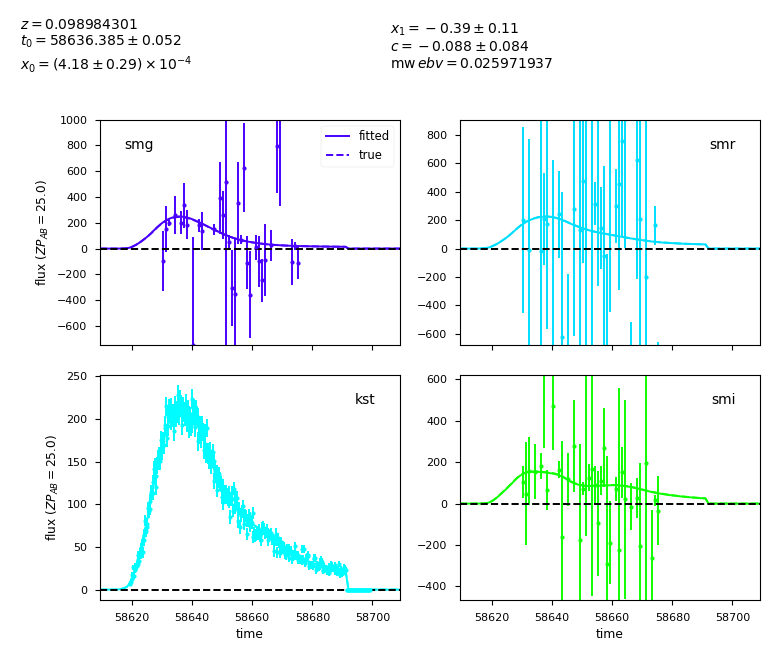 z = 0.098984301
t₀ = 58636.385 ± 0.052
x₀ = (4.18 ± 0.29) × 10⁻⁴
x₁ = −0.39 ± 0.11
c = −0.088 ± 0.084
mw ebv = 0.025971937
1000
800
600
400
200
0
−200
−400
−600
flux (ZP_AB = 25.0)
smg
fitted
true
800
600
400
200
0
−200
−400
−600
smr
250
200
150
100
50
0
flux (ZP_AB = 25.0)
kst
58620 58640 58660 58680 58700
time
600
400
200
0
−200
−400
smi
58620 58640 58660 58680 58700
time